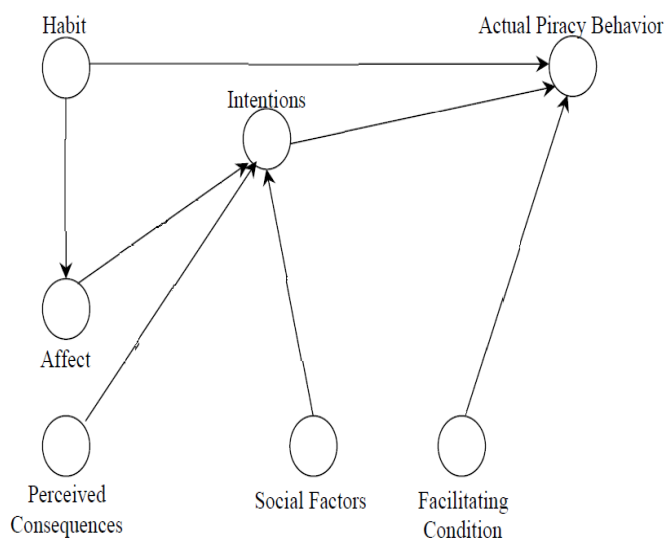 Habit
Actual Piracy Behavior
Intentions
Affect
Perceived
Consequences
Social Factors
Facilitating
Condition